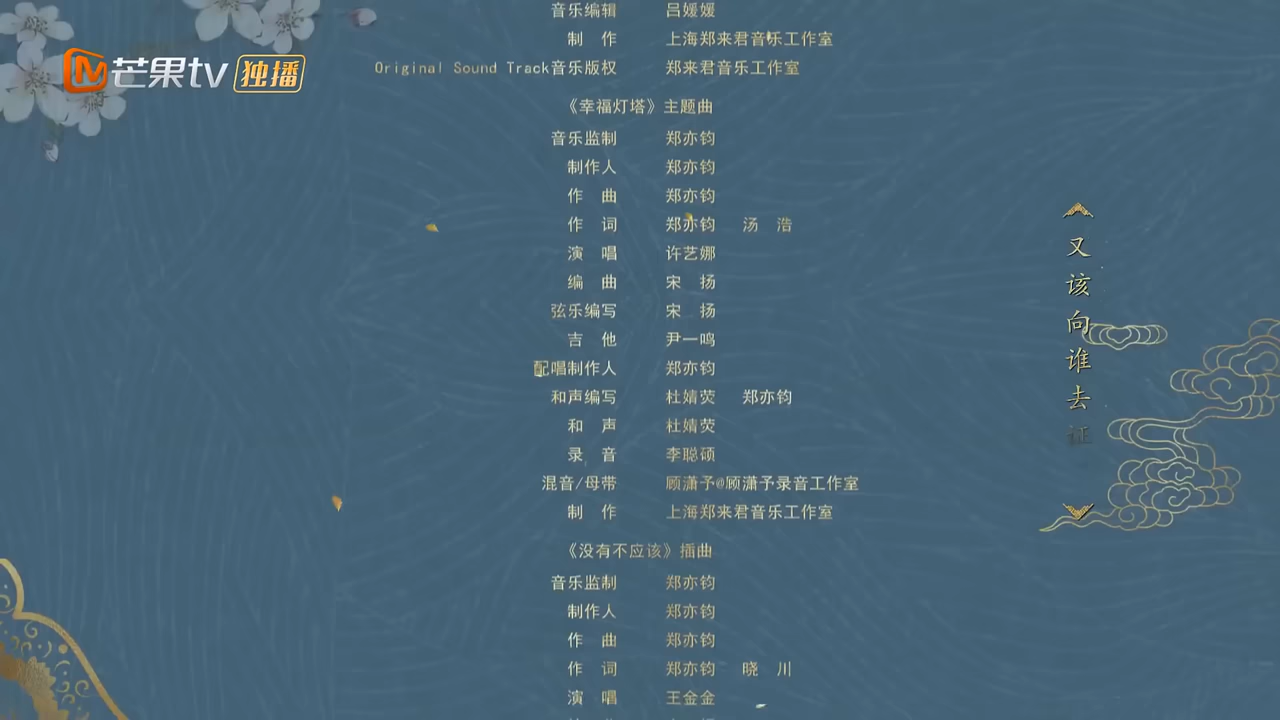 芒果tv 独播
音乐编辑 吕媛媛
制 作 上海郑来君音乐工作室
Original Sound Track音乐版权 郑来君音乐工作室
《幸福灯塔》主题曲
音乐监制 郑亦钧
制作人 郑亦钧
作 曲 郑亦钧
作 词 郑亦钧 汤 浩
演 唱 许艺娜
编 曲 宋 扬
弦乐编写 宋 扬
吉 他 尹一鸣
配唱制作人 郑亦钧
和声编写 杜婧荧 郑亦钧
和 声 杜婧荧
录 音 李聪硕
混音/母带 顾潇予@顾潇予录音工作室
制 作 上海郑来君音乐工作室
《没有不应该》插曲
音乐监制 郑亦钧
制作人 郑亦钧
作 曲 郑亦钧
作 词 郑亦钧 晓 川
演 唱 王金金
又该向谁去证